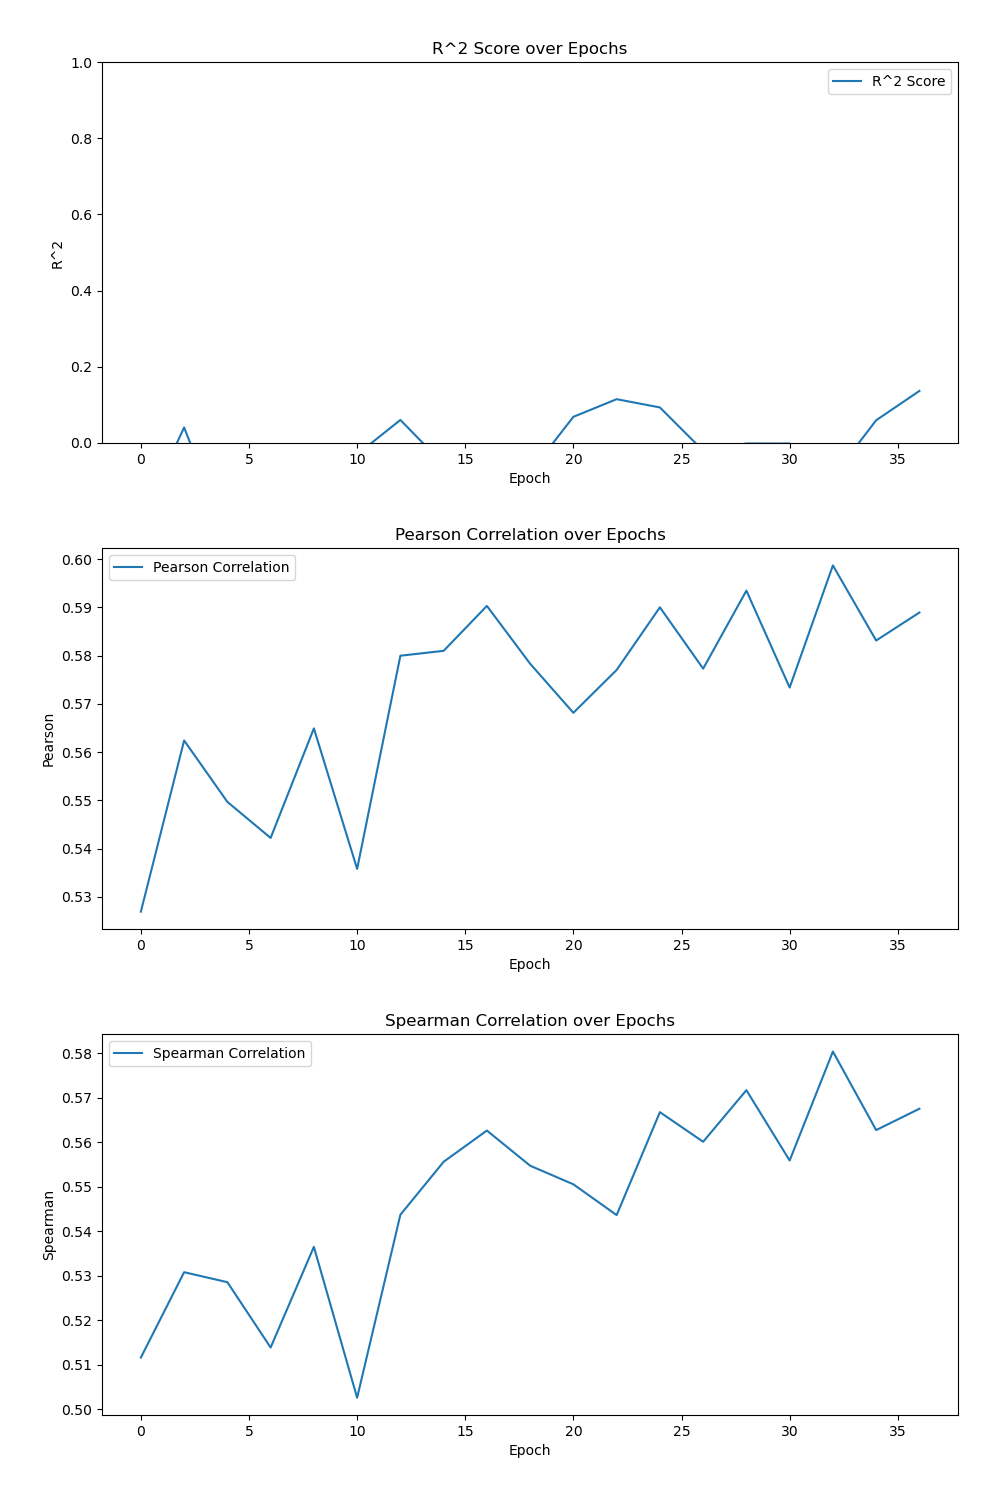 R^2 Score over Epochs
1.0
R^2 Score
0.8
0.6
R^2
0.4
0.2
0.0
0 5 10 15 20 25 30 35
Epoch
Pearson Correlation over Epochs
0.60
Pearson Correlation
0.59
0.58
0.57
Pearson
0.56
0.55
0.54
0.53
0 5 10 15 20 25 30 35
Epoch
Spearman Correlation over Epochs
0.58
Spearman Correlation
0.57
0.56
0.55
Spearman
0.54
0.53
0.52
0.51
0.50
0 5 10 15 20 25 30 35
Epoch